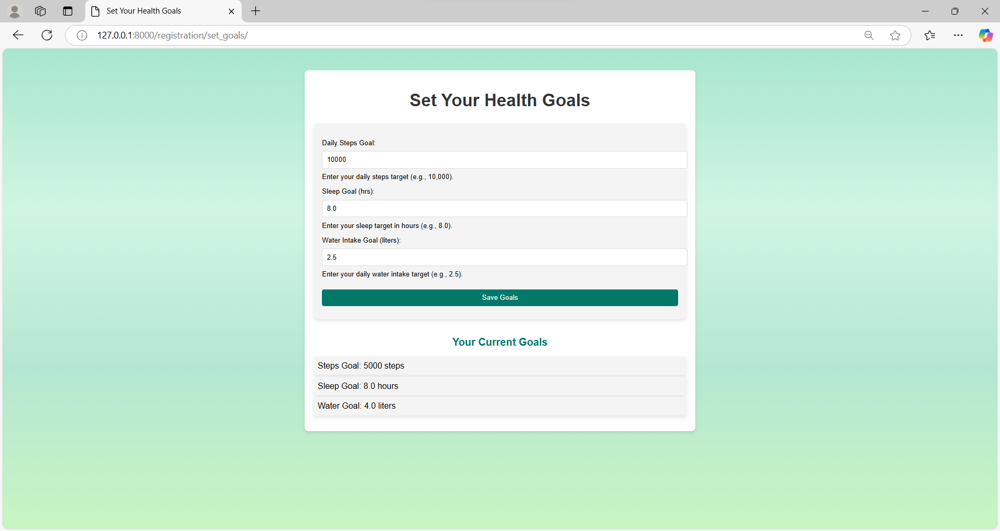 Set Your Health Goals
127.0.0.1:8000/registration/set_goals/
Set Your Health Goals
Daily Steps Goal:
10000
Enter your daily steps target (e.g., 10,000).
Sleep Goal (hrs):
8.0
Enter your sleep target in hours (e.g., 8.0).
Water Intake Goal (liters):
2.5
Enter your daily water intake target (e.g., 2.5).
Save Goals
Your Current Goals
Steps Goal: 5000 steps
Sleep Goal: 8.0 hours
Water Goal: 4.0 liters